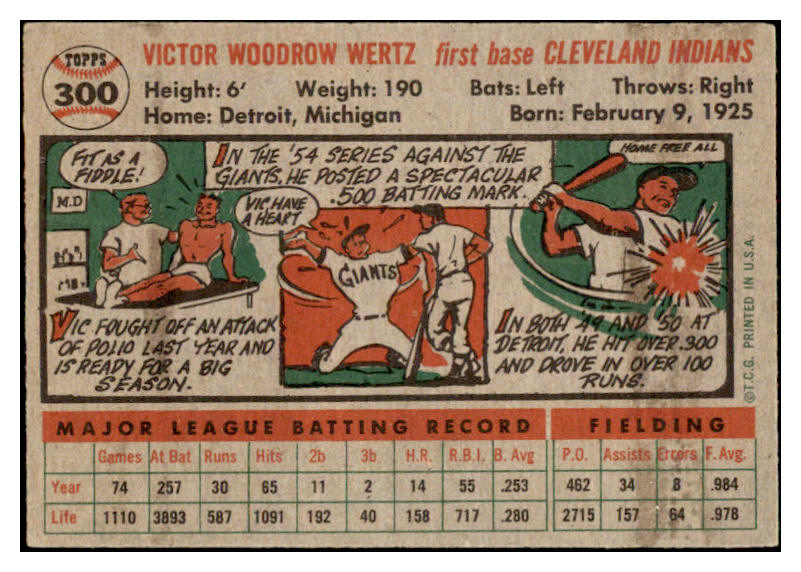 TOPPS
300
VICTOR WOODROW WERTZ first base CLEVELAND INDIANS
Height: 6' Weight: 190 Bats: Left Throws: Right
Home: Detroit, Michigan Born: February 9, 1925
FIT AS A
FIDDLE!
M.D
VIC FOUGHT OFF AN ATTACK
OF POLIO LAST YEAR AND
IS READY FOR A BIG
SEASON.
IN THE '54 SERIES AGAINST THE
GIANTS, HE POSTED A SPECTACULAR
.500 BATTING MARK.
VIC, HAVE
A HEART
GIANTS
HOME FREE ALL
IN BOTH '49 AND '50 AT
DETROIT, HE HIT OVER .300
AND DROVE IN OVER 100
RUNS.
©T.C.G. PRINTED IN U.S.A.
MAJOR LEAGUE BATTING RECORD FIELDING
Games At Bat Runs Hits 2b 3b H.R. R.B.I. B. Avg P.O. Assists Errors F. Avg.
Year 74 257 30 65 11 2 14 55 .253 462 34 8 .984
Life 1110 3893 587 1091 192 40 158 717 .280 2715 157 64 .978